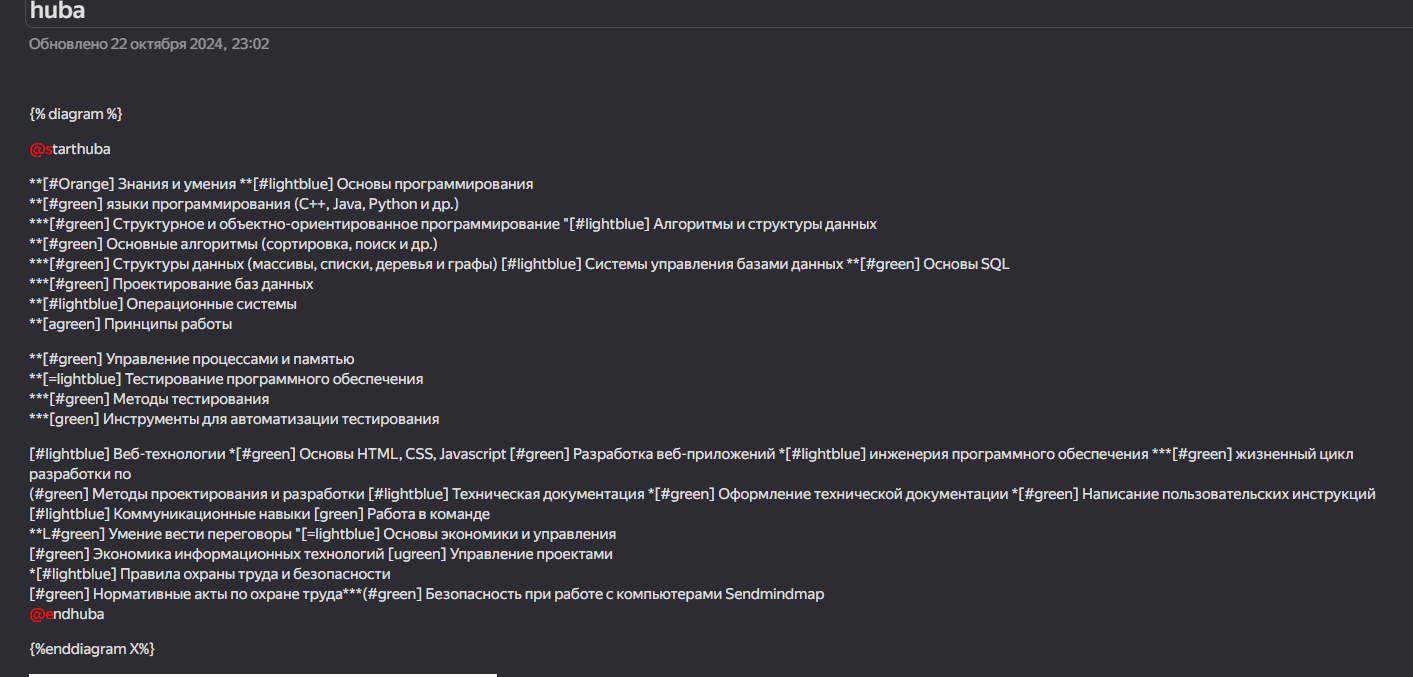 huba
Обновлено 22 октября 2024, 23:02
{% diagram %}
@starthuba
**[#Orange] Знания и умения **[#lightblue] Основы программирования
**[#green] языки программирования (C++, Java, Python и др.)
***[#green] Структурное и объектно-ориентированное программирование "[#lightblue] Алгоритмы и структуры данных
**[#green] Основные алгоритмы (сортировка, поиск и др.)
***[#green] Структуры данных (массивы, списки, деревья и графы) [#lightblue] Системы управления базами данных **[#green] Основы SQL
***[#green] Проектирование баз данных
**[#lightblue] Операционные системы
**[agreen] Принципы работы
**[#green] Управление процессами и памятью
**[=lightblue] Тестирование программного обеспечения
***[#green] Методы тестирования
***[green] Инструменты для автоматизации тестирования
[#lightblue] Веб-технологии *[#green] Основы HTML, CSS, Javascript [#green] Разработка веб-приложений *[#lightblue] инженерия программного обеспечения ***[#green] жизненный цикл
разработки по
(#green] Методы проектирования и разработки [#lightblue] Техническая документация *[#green] Оформление технической документации *[#green] Написание пользовательских инструкций
[#lightblue] Коммуникационные навыки [green] Работа в команде
**L#green] Умение вести переговоры "[=lightblue] Основы экономики и управления
[#green] Экономика информационных технологий [ugreen] Управление проектами
*[#lightblue] Правила охраны труда и безопасности
[#green] Нормативные акты по охране труда***(#green] Безопасность при работе с компьютерами Sendmindmap
@endhuba
{%enddiagram X%}